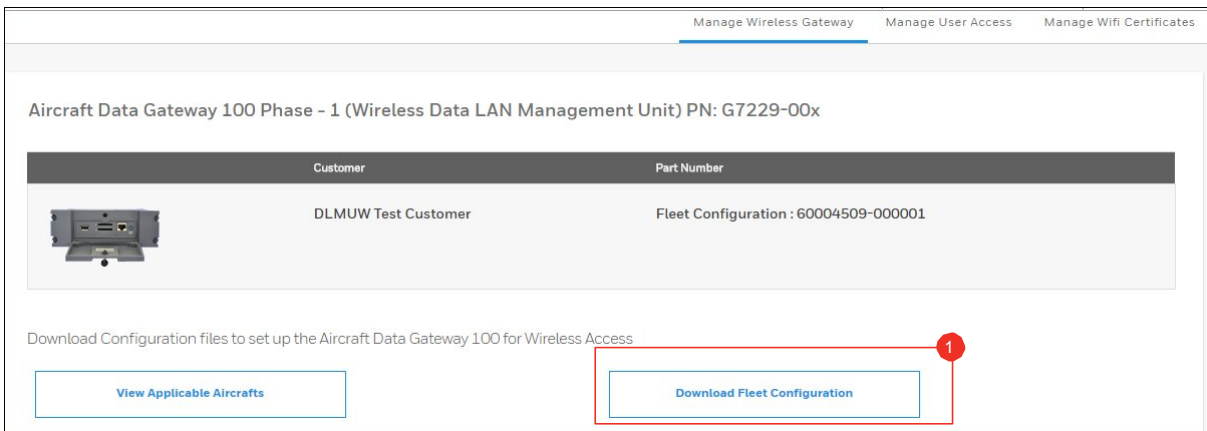 Manage Wireless Gateway Manage User Access Manage Wifi Certificates
Aircraft Data Gateway 100 Phase - 1 (Wireless Data LAN Management Unit) PN: G7229-00x
Customer Part Number
DLMUW Test Customer Fleet Configuration : 60004509-000001
Download Configuration files to set up the Aircraft Data Gateway 100 for Wireless Access
1
View Applicable Aircrafts Download Fleet Configuration